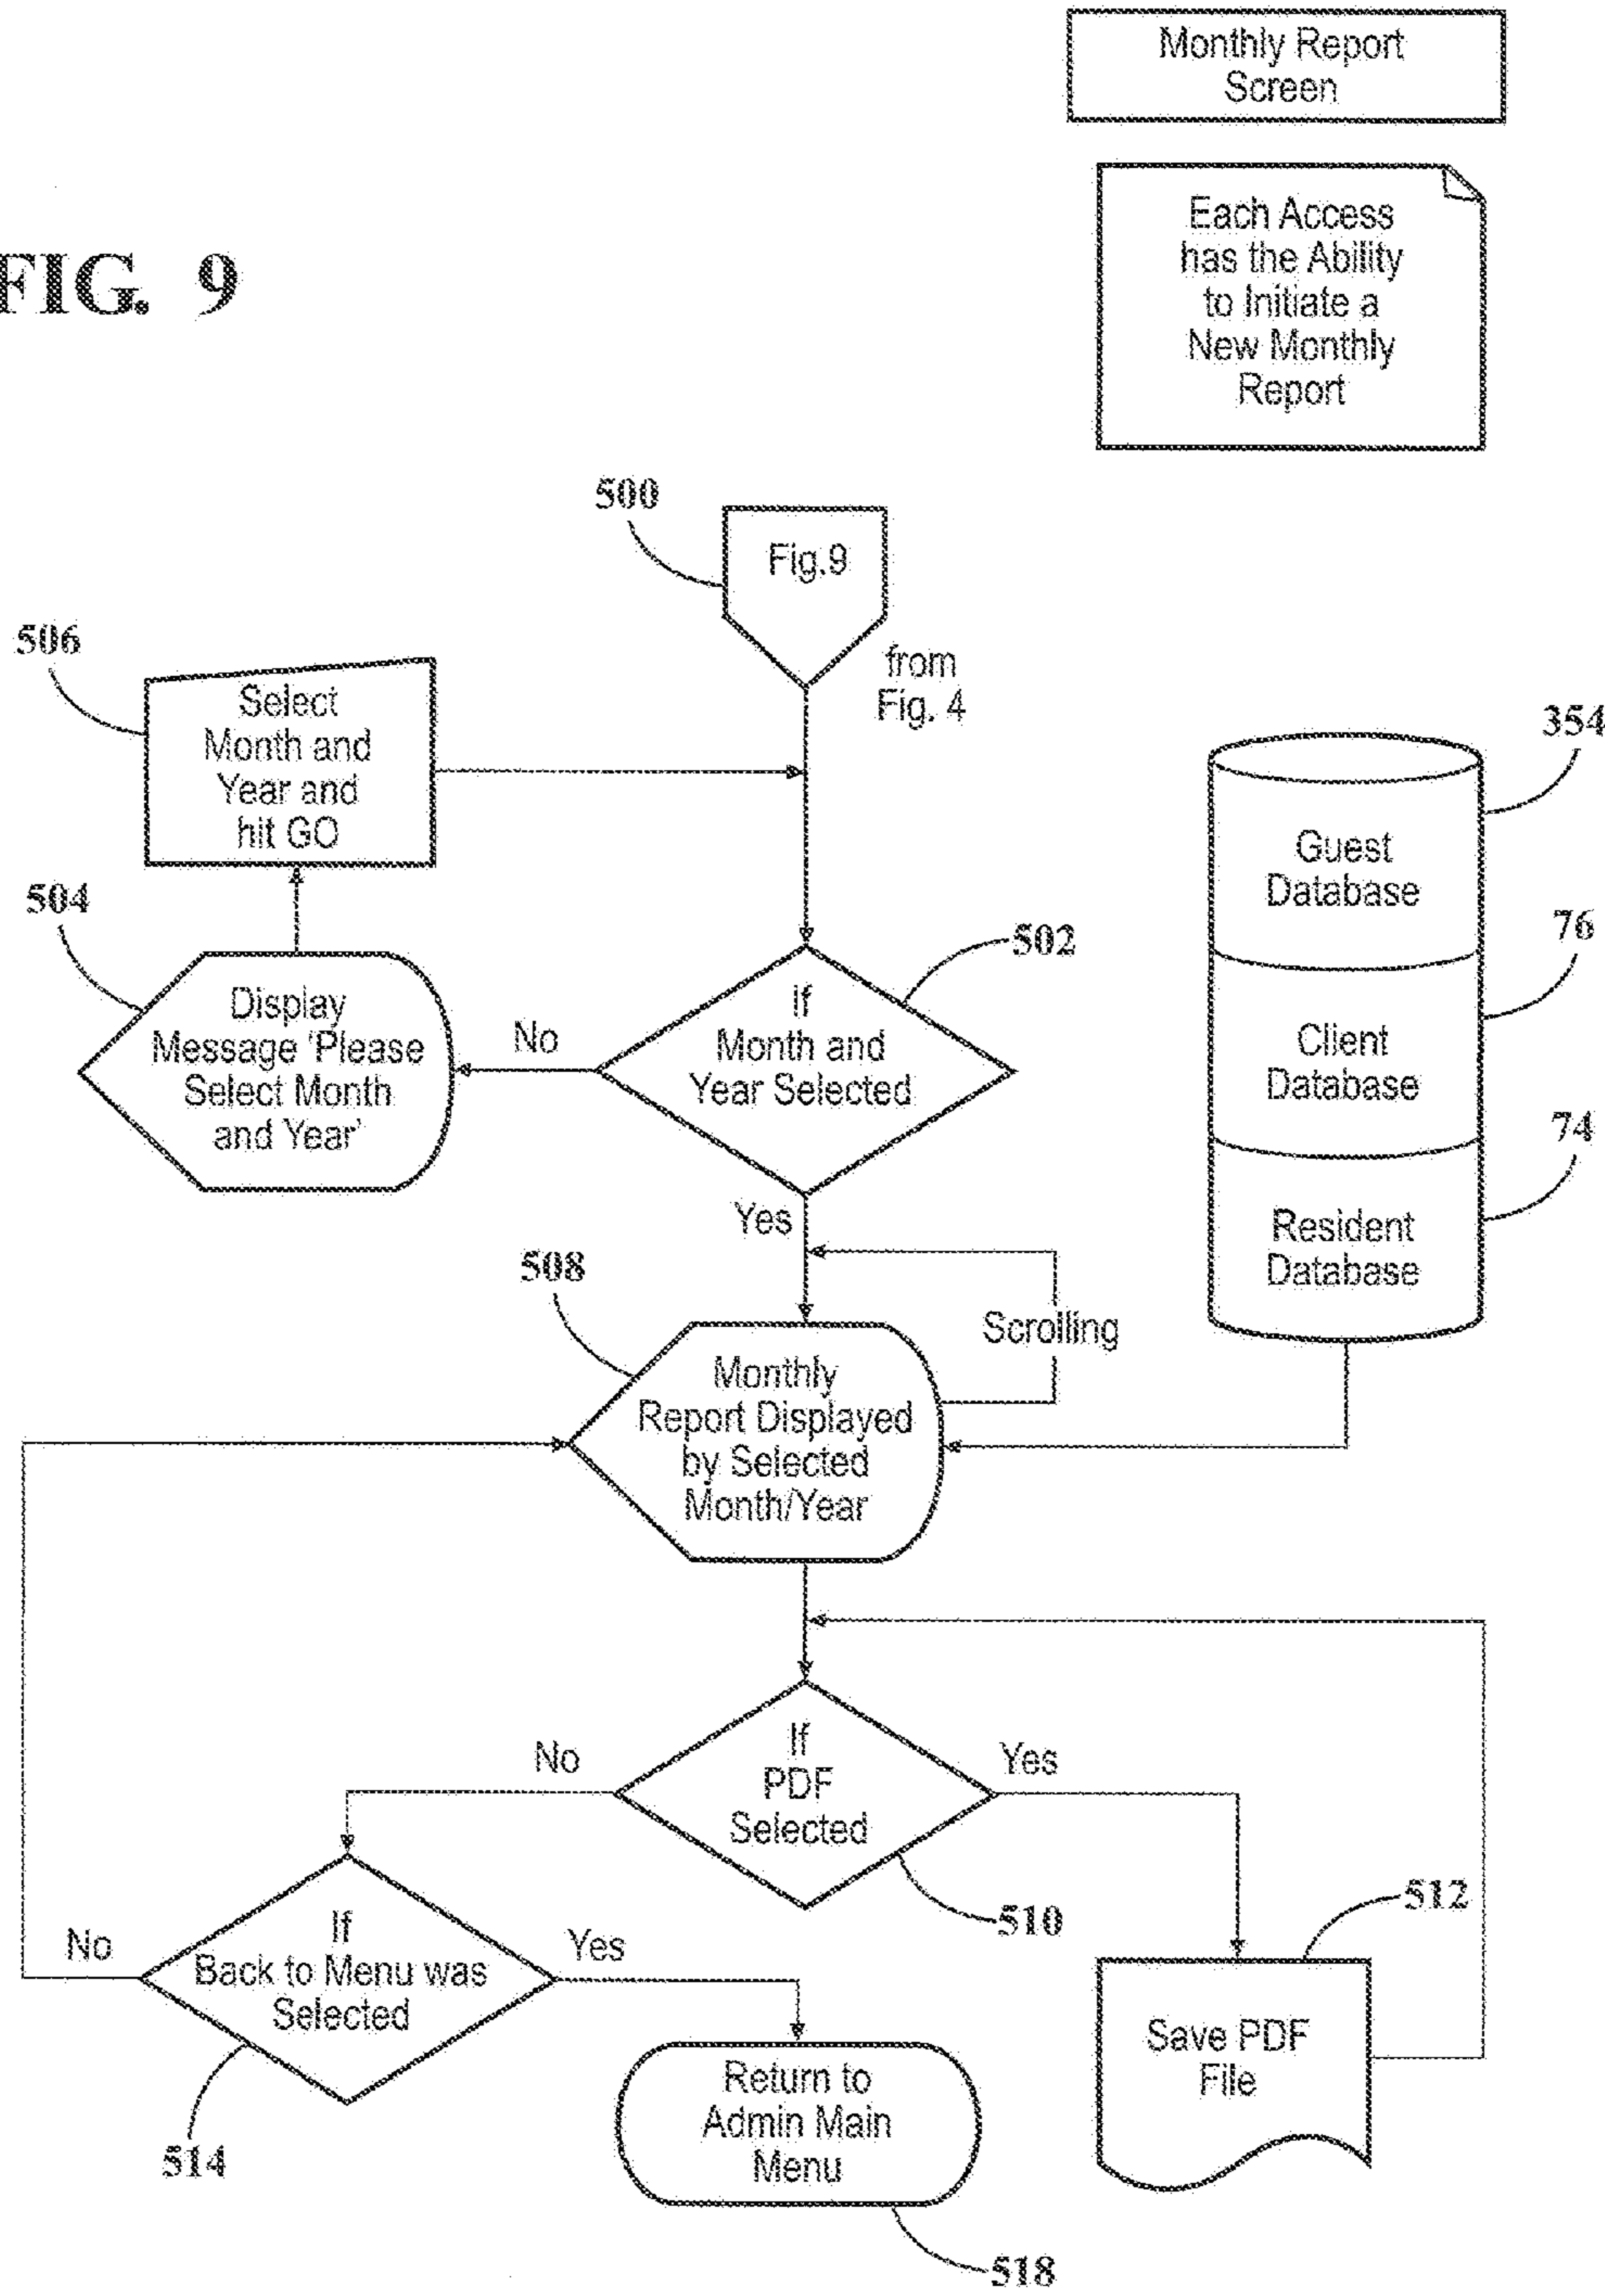 Monthly Report
Screen
Each Access
has the Ability
to Initiate a
New Monthly
Report
FIG. 9
500
Fig.9
from
Fig. 4
506
Select
Month and
Year and
hit GO
354
Guest
Database
504
76
502
Display
Message 'Please
Select Month
and Year'
No
If
Month and
Year Selected
Client
Database
74
Yes
Resident
Database
508
Scrolling
Monthly
Report Displayed
by Selected
Month/Year
No
If
PDF
Selected
Yes
510
512
No
If
Back to Menu was
Selected
Yes
Save PDF
File
514
Return to
Admin Main
Menu
518